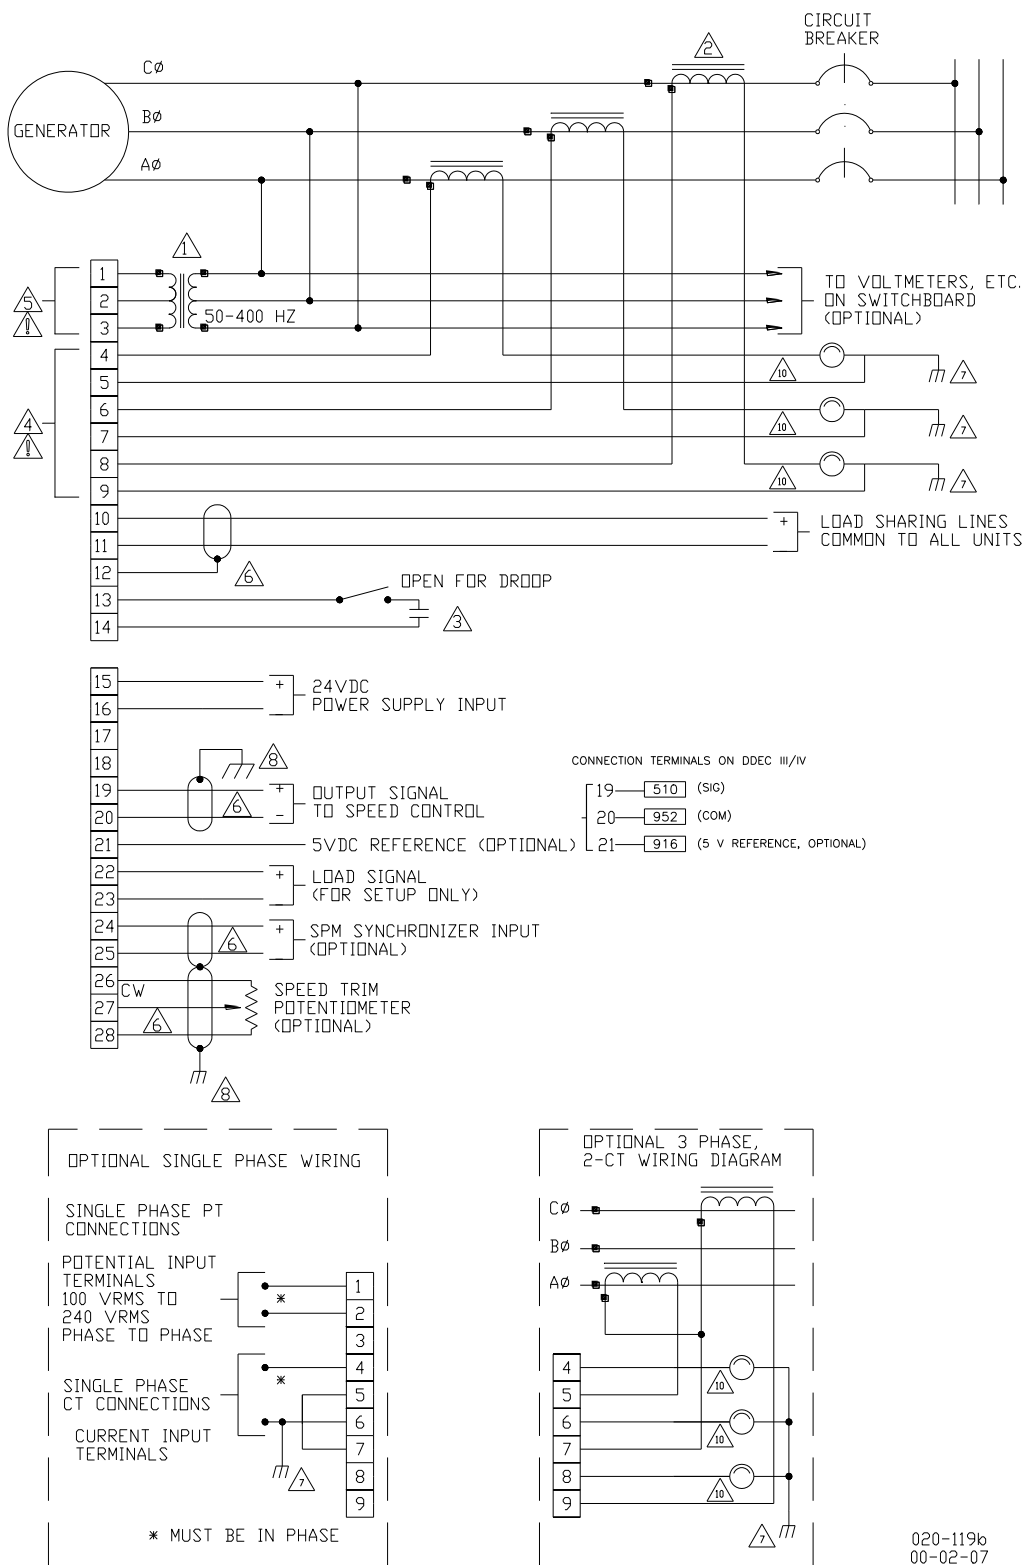 CIRCUIT
BREAKER
2
CØ
BØ
AØ
GENERATOR
1
50-400 HZ
5
!
4
!
1
2
3
4
5
6
7
8
9
10
11
12
13
14
TO VOLTMETERS, ETC.
ON SWITCHBOARD
(OPTIONAL)
10
7
10
7
10
7
+
−
LOAD SHARING LINES
COMMON TO ALL UNITS
6
OPEN FOR DROOP
3
15
16
17
18
19
20
21
22
23
24
25
26
27
28
+
−
24VDC
POWER SUPPLY INPUT
8
6
+
−
OUTPUT SIGNAL
TO SPEED CONTROL
5VDC REFERENCE (OPTIONAL)
CONNECTION TERMINALS ON DDEC III/IV
19 510 (SIG)
20 952 (COM)
21 916 (5 V REFERENCE, OPTIONAL)
+
−
LOAD SIGNAL
(FOR SETUP ONLY)
6
+
−
SPM SYNCHRONIZER INPUT
(OPTIONAL)
CW
6
SPEED TRIM
POTENTIOMETER
(OPTIONAL)
8
OPTIONAL SINGLE PHASE WIRING
SINGLE PHASE PT
CONNECTIONS
POTENTIAL INPUT
TERMINALS
100 VRMS TO
240 VRMS
PHASE TO PHASE
*
SINGLE PHASE
CT CONNECTIONS
*
CURRENT INPUT
TERMINALS
7
1
2
3
4
5
6
7
8
9
* MUST BE IN PHASE
OPTIONAL 3 PHASE,
2-CT WIRING DIAGRAM
CØ
BØ
AØ
4
5
6
7
8
9
10
10
10
7
020-119b
00-02-07